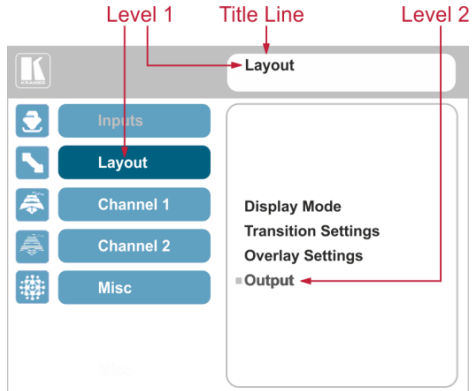 Level 1
Title Line
Level 2
KRAMER
Layout
Inputs
Layout
Channel 1
Channel 2
Misc
Display Mode
Transition Settings
Overlay Settings
Output